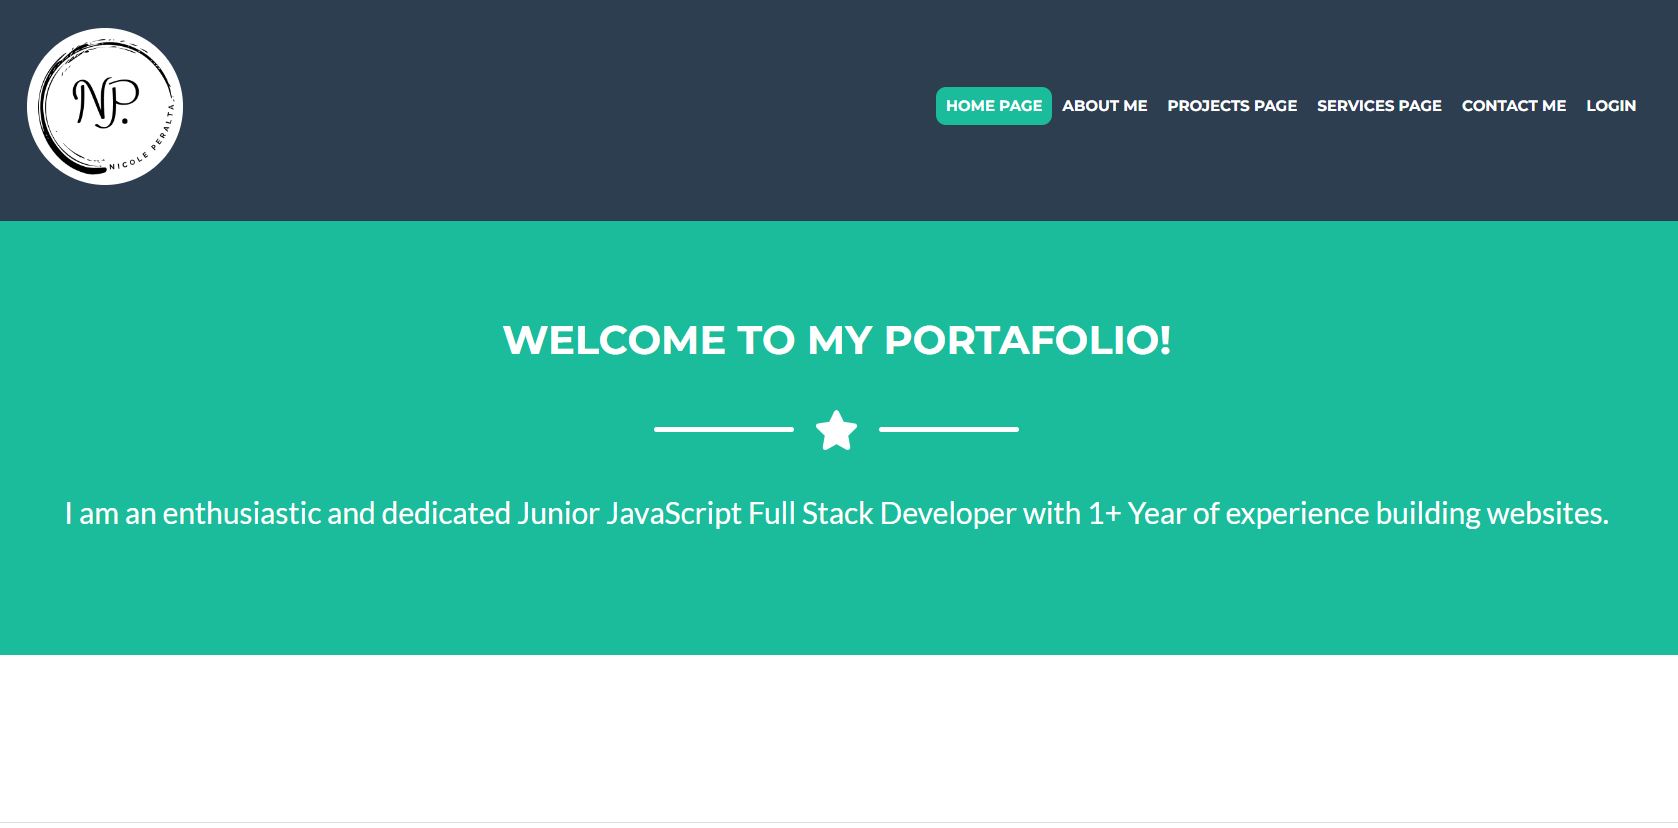 NP.
NICOLE PERALTA.
HOME PAGE ABOUT ME PROJECTS PAGE SERVICES PAGE CONTACT ME LOGIN
WELCOME TO MY PORTAFOLIO!
I am an enthusiastic and dedicated Junior JavaScript Full Stack Developer with 1+ Year of experience building websites.